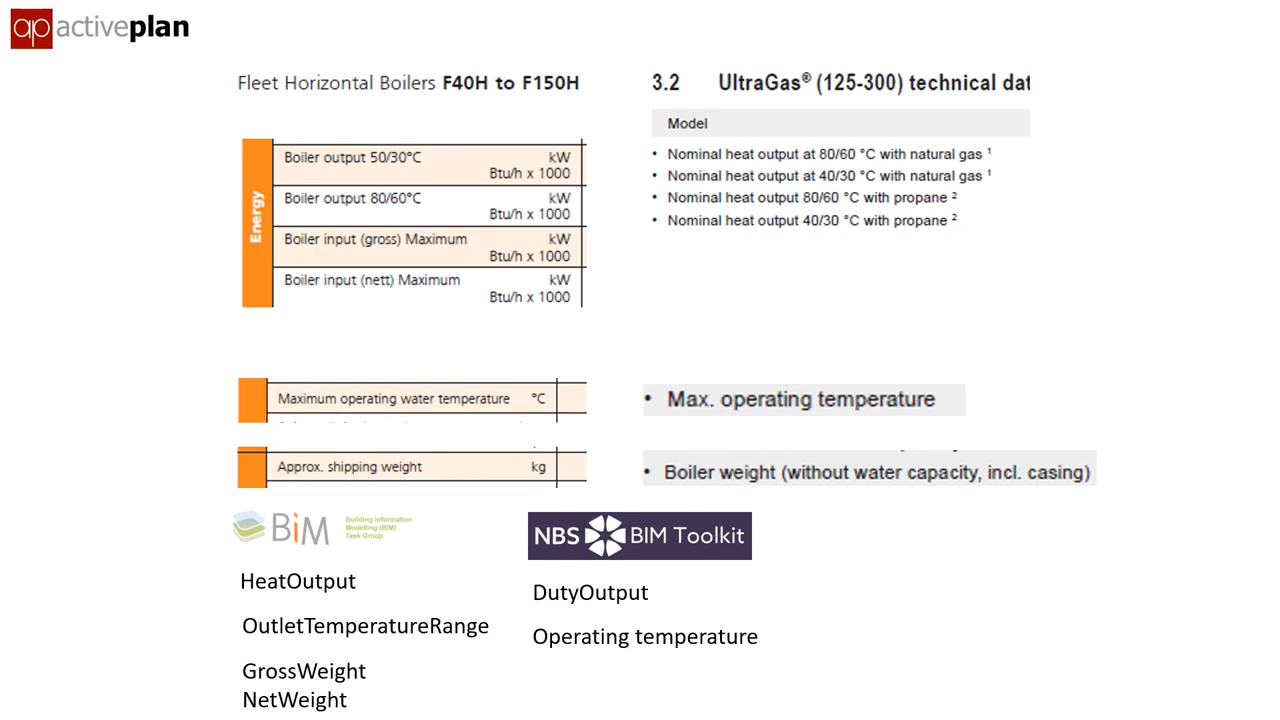 ap activeplan
Fleet Horizontal Boilers F40H to F150H
Energy
Boiler output 50/30°C kW
Btu/h x 1000
Boiler output 80/60°C kW
Btu/h x 1000
Boiler input (gross) Maximum kW
Btu/h x 1000
Boiler input (nett) Maximum kW
Btu/h x 1000
3.2 UltraGas® (125-300) technical dat
Model
• Nominal heat output at 80/60 °C with natural gas ¹
• Nominal heat output at 40/30 °C with natural gas ¹
• Nominal heat output 80/60 °C with propane ²
• Nominal heat output 40/30 °C with propane ²
Maximum operating water temperature °C
• Max. operating temperature
Approx. shipping weight kg
• Boiler weight (without water capacity, incl. casing)
BiM
Building Information
Modelling (BIM)
Task Group
NBS BIM Toolkit
HeatOutput
DutyOutput
OutletTemperatureRange
Operating temperature
GrossWeight
NetWeight